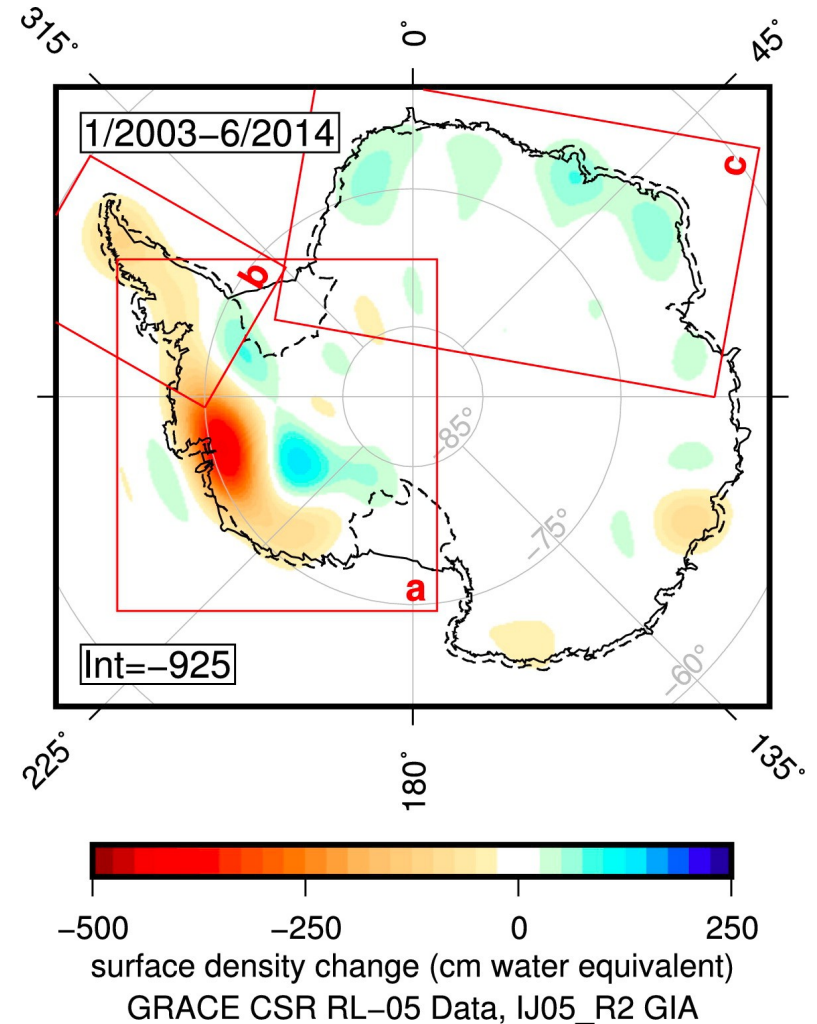 315°
0°
45°
1/2003−6/2014
c
b
−85°
−75°
a
Int=−925
−60°
225°
180°
135°
−500 −250 0 250
surface density change (cm water equivalent)
GRACE CSR RL−05 Data, IJ05_R2 GIA